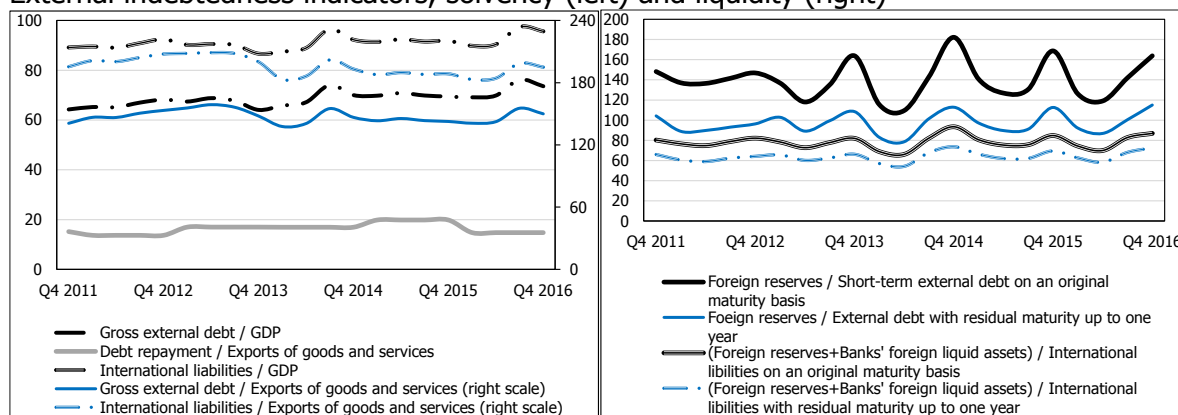 External indebtedness indicators, solvency (left) and liquidity (right)
100
80
60
40
20
0
240
180
120
60
0
Q4 2011 Q4 2012 Q4 2013 Q4 2014 Q4 2015 Q4 2016
Gross external debt / GDP
Debt repayment / Exports of goods and services
International liabilities / GDP
Gross external debt / Exports of goods and services (right scale)
International liabilities / Exports of goods and services (right scale)
200
180
160
140
120
100
80
60
40
20
0
Q4 2011 Q4 2012 Q4 2013 Q4 2014 Q4 2015 Q4 2016
Foreign reserves / Short-term external debt on an original
maturity basis
Foeign reserves / External debt with residual maturity up to one
year
(Foreign reserves+Banks' foreign liquid assets) / International
libilities on an original maturity basis
(Foreign reserves+Banks' foreign liquid assets) / International
libilities with residual maturity up to one year